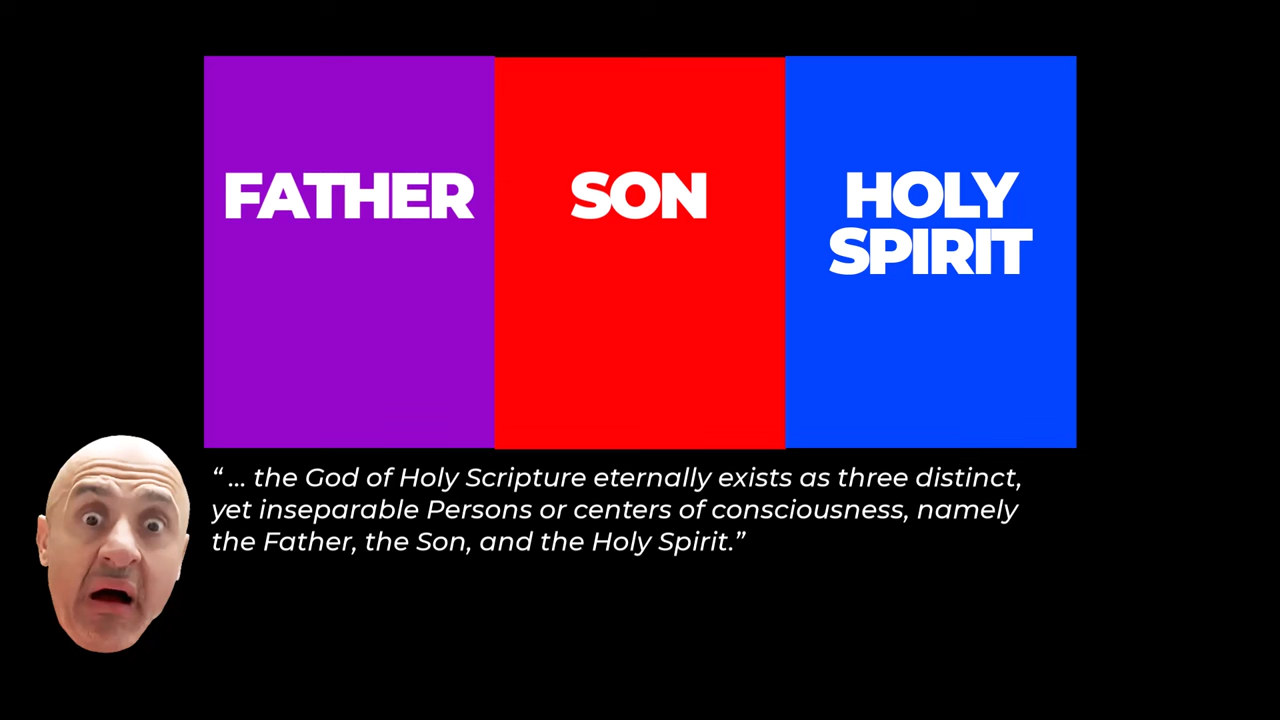 FATHER
SON
HOLY
SPIRIT
“ ... the God of Holy Scripture eternally exists as three distinct,
yet inseparable Persons or centers of consciousness, namely
the Father, the Son, and the Holy Spirit.”